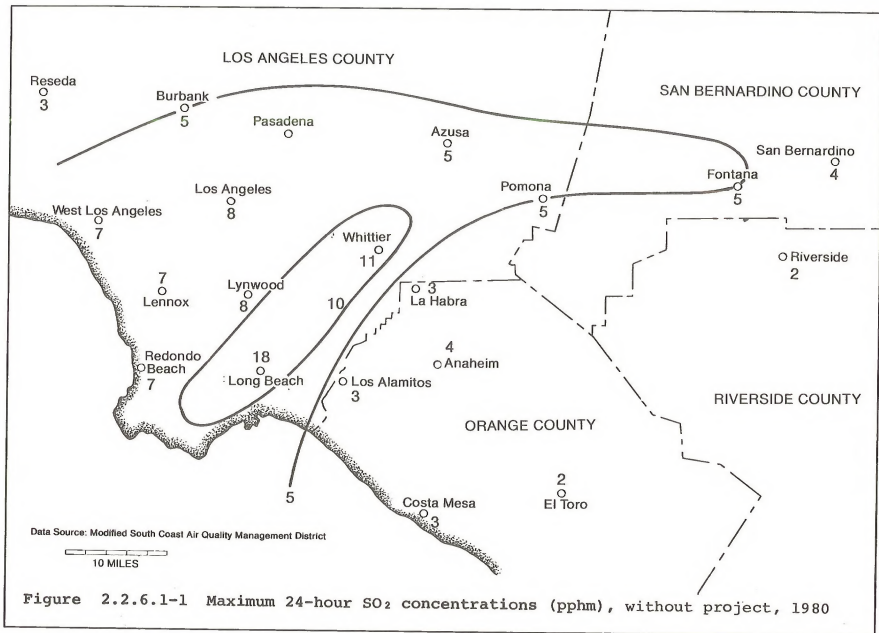 LOS ANGELES COUNTY
SAN BERNARDINO COUNTY
Reseda
3
Burbank
5
Pasadena
Azusa
5
San Bernardino
4
Fontana
5
Pomona
5
Los Angeles
8
West Los Angeles
7
Whittier
11
Riverside
2
7
Lennox
Lynwood
8
10
3
La Habra
4
Anaheim
Redondo
Beach
7
18
Long Beach
Los Alamitos
3
RIVERSIDE COUNTY
ORANGE COUNTY
5
2
El Toro
Costa Mesa
3
Data Source: Modified South Coast Air Quality Management District
10 MILES
Figure 2.2.6.1-1 Maximum 24-hour SO₂ concentrations (pphm), without project, 1980